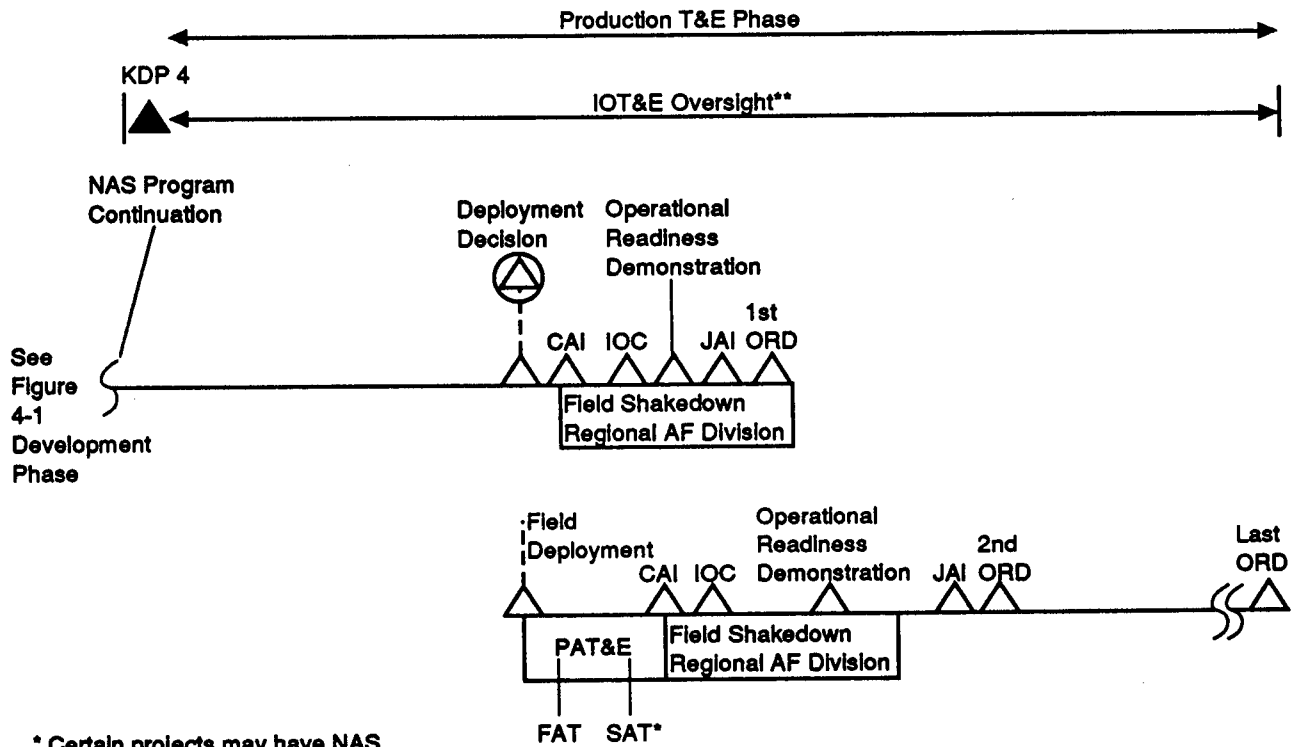 Production T&E Phase
KDP 4
IOT&E Oversight**
NAS Program
Continuation
Deployment
Decision
Operational
Readiness
Demonstration
CAI
IOC
JAI
1st
ORD
See
Figure
4-1
Development
Phase
Field Shakedown
Regional AF Division
Field
Deployment
CAI
IOC
Operational
Readiness
Demonstration
JAI
2nd
ORD
Last
ORD
PAT&E
Field Shakedown
Regional AF Division
FAT
SAT*
* Certain projects may have NAS